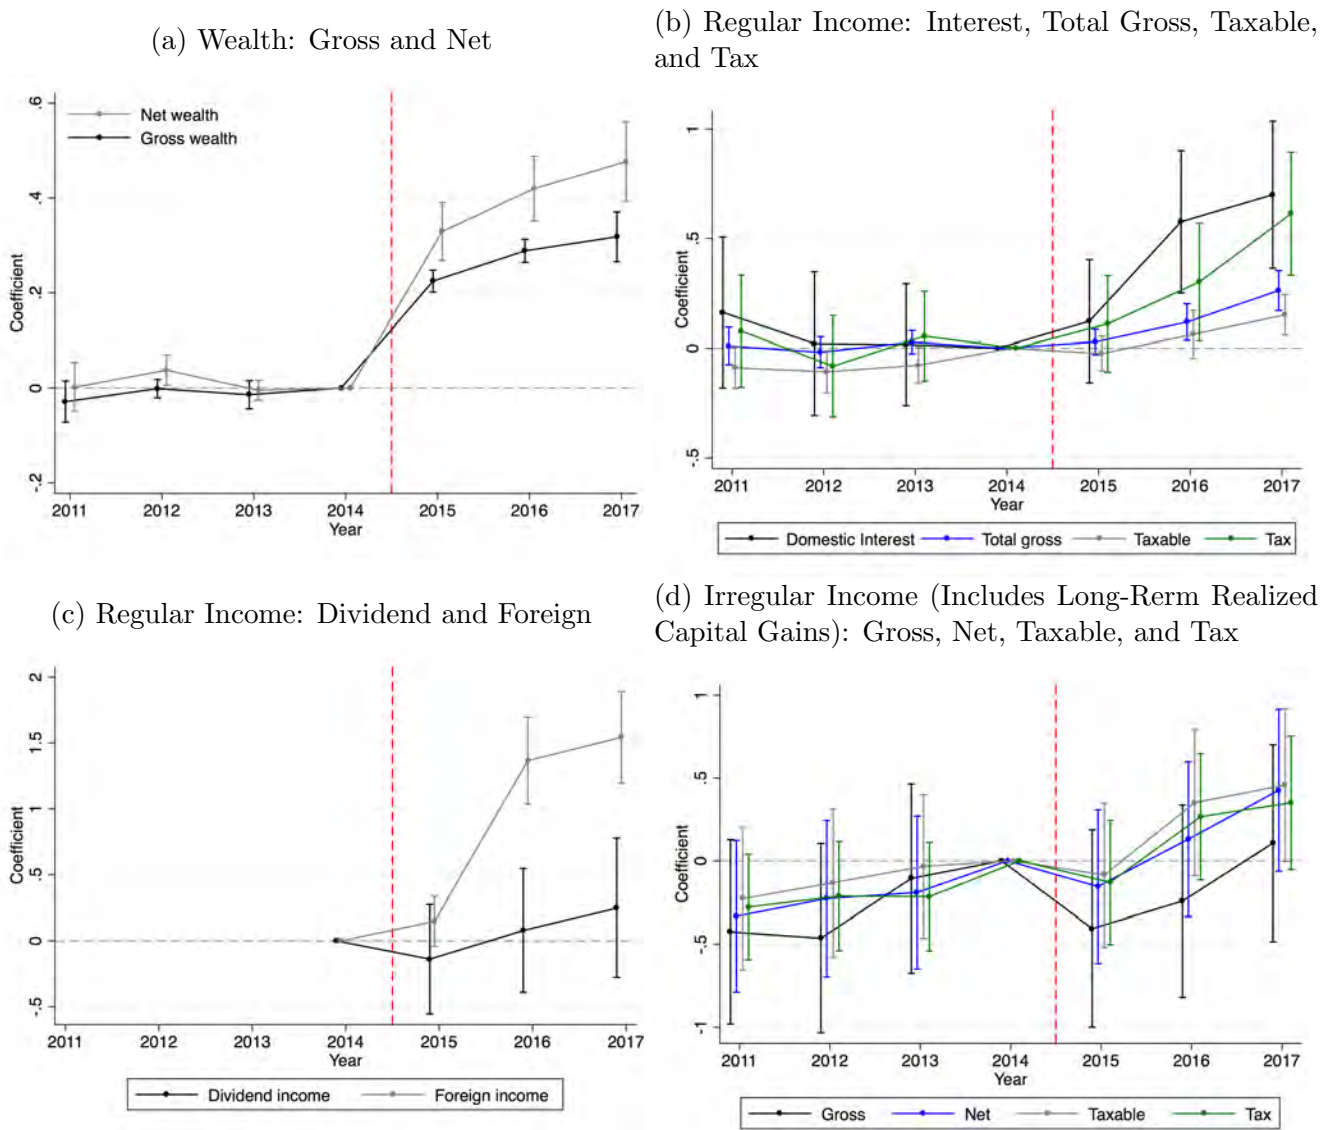 (a) Wealth: Gross and Net
.6
.4
.2
0
-.2
Coefficient
Net wealth
Gross wealth
2011 2012 2013 2014 2015 2016 2017
Year
(b) Regular Income: Interest, Total Gross, Taxable,
and Tax
1
.5
0
-.5
Coefficient
2011 2012 2013 2014 2015 2016 2017
Year
Domestic Interest Total gross Taxable Tax
(c) Regular Income: Dividend and Foreign
2
1.5
1
.5
0
-.5
Coefficient
2011 2012 2013 2014 2015 2016 2017
Year
Dividend income Foreign income
(d) Irregular Income (Includes Long-Rerm Realized
Capital Gains): Gross, Net, Taxable, and Tax
1
.5
0
-.5
-1
Coefficient
2011 2012 2013 2014 2015 2016 2017
Year
Gross Net Taxable Tax